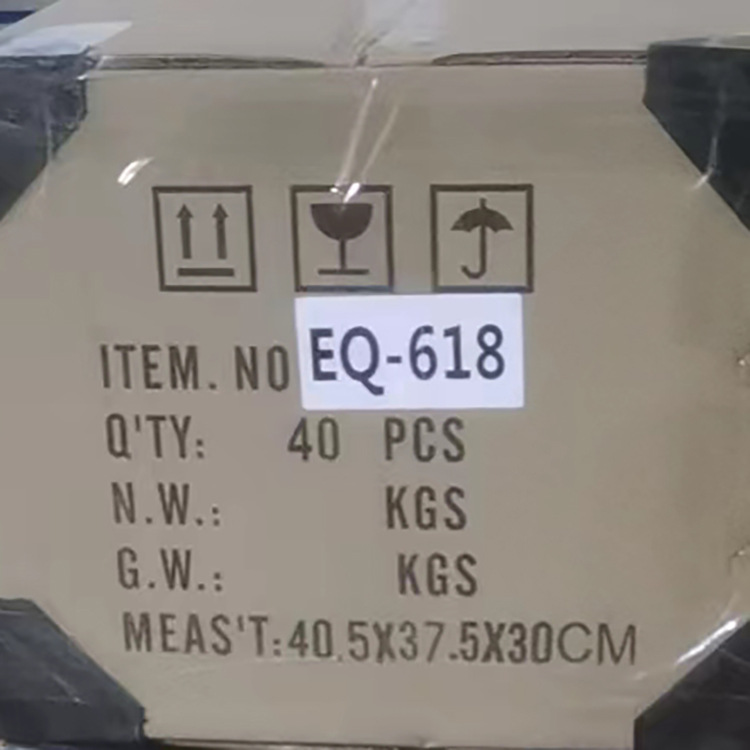 ITEM. NO EQ-618
Q'TY: 40 PCS
N.W.: KGS
G.W.: KGS
MEAS'T:40.5X37.5X30CM